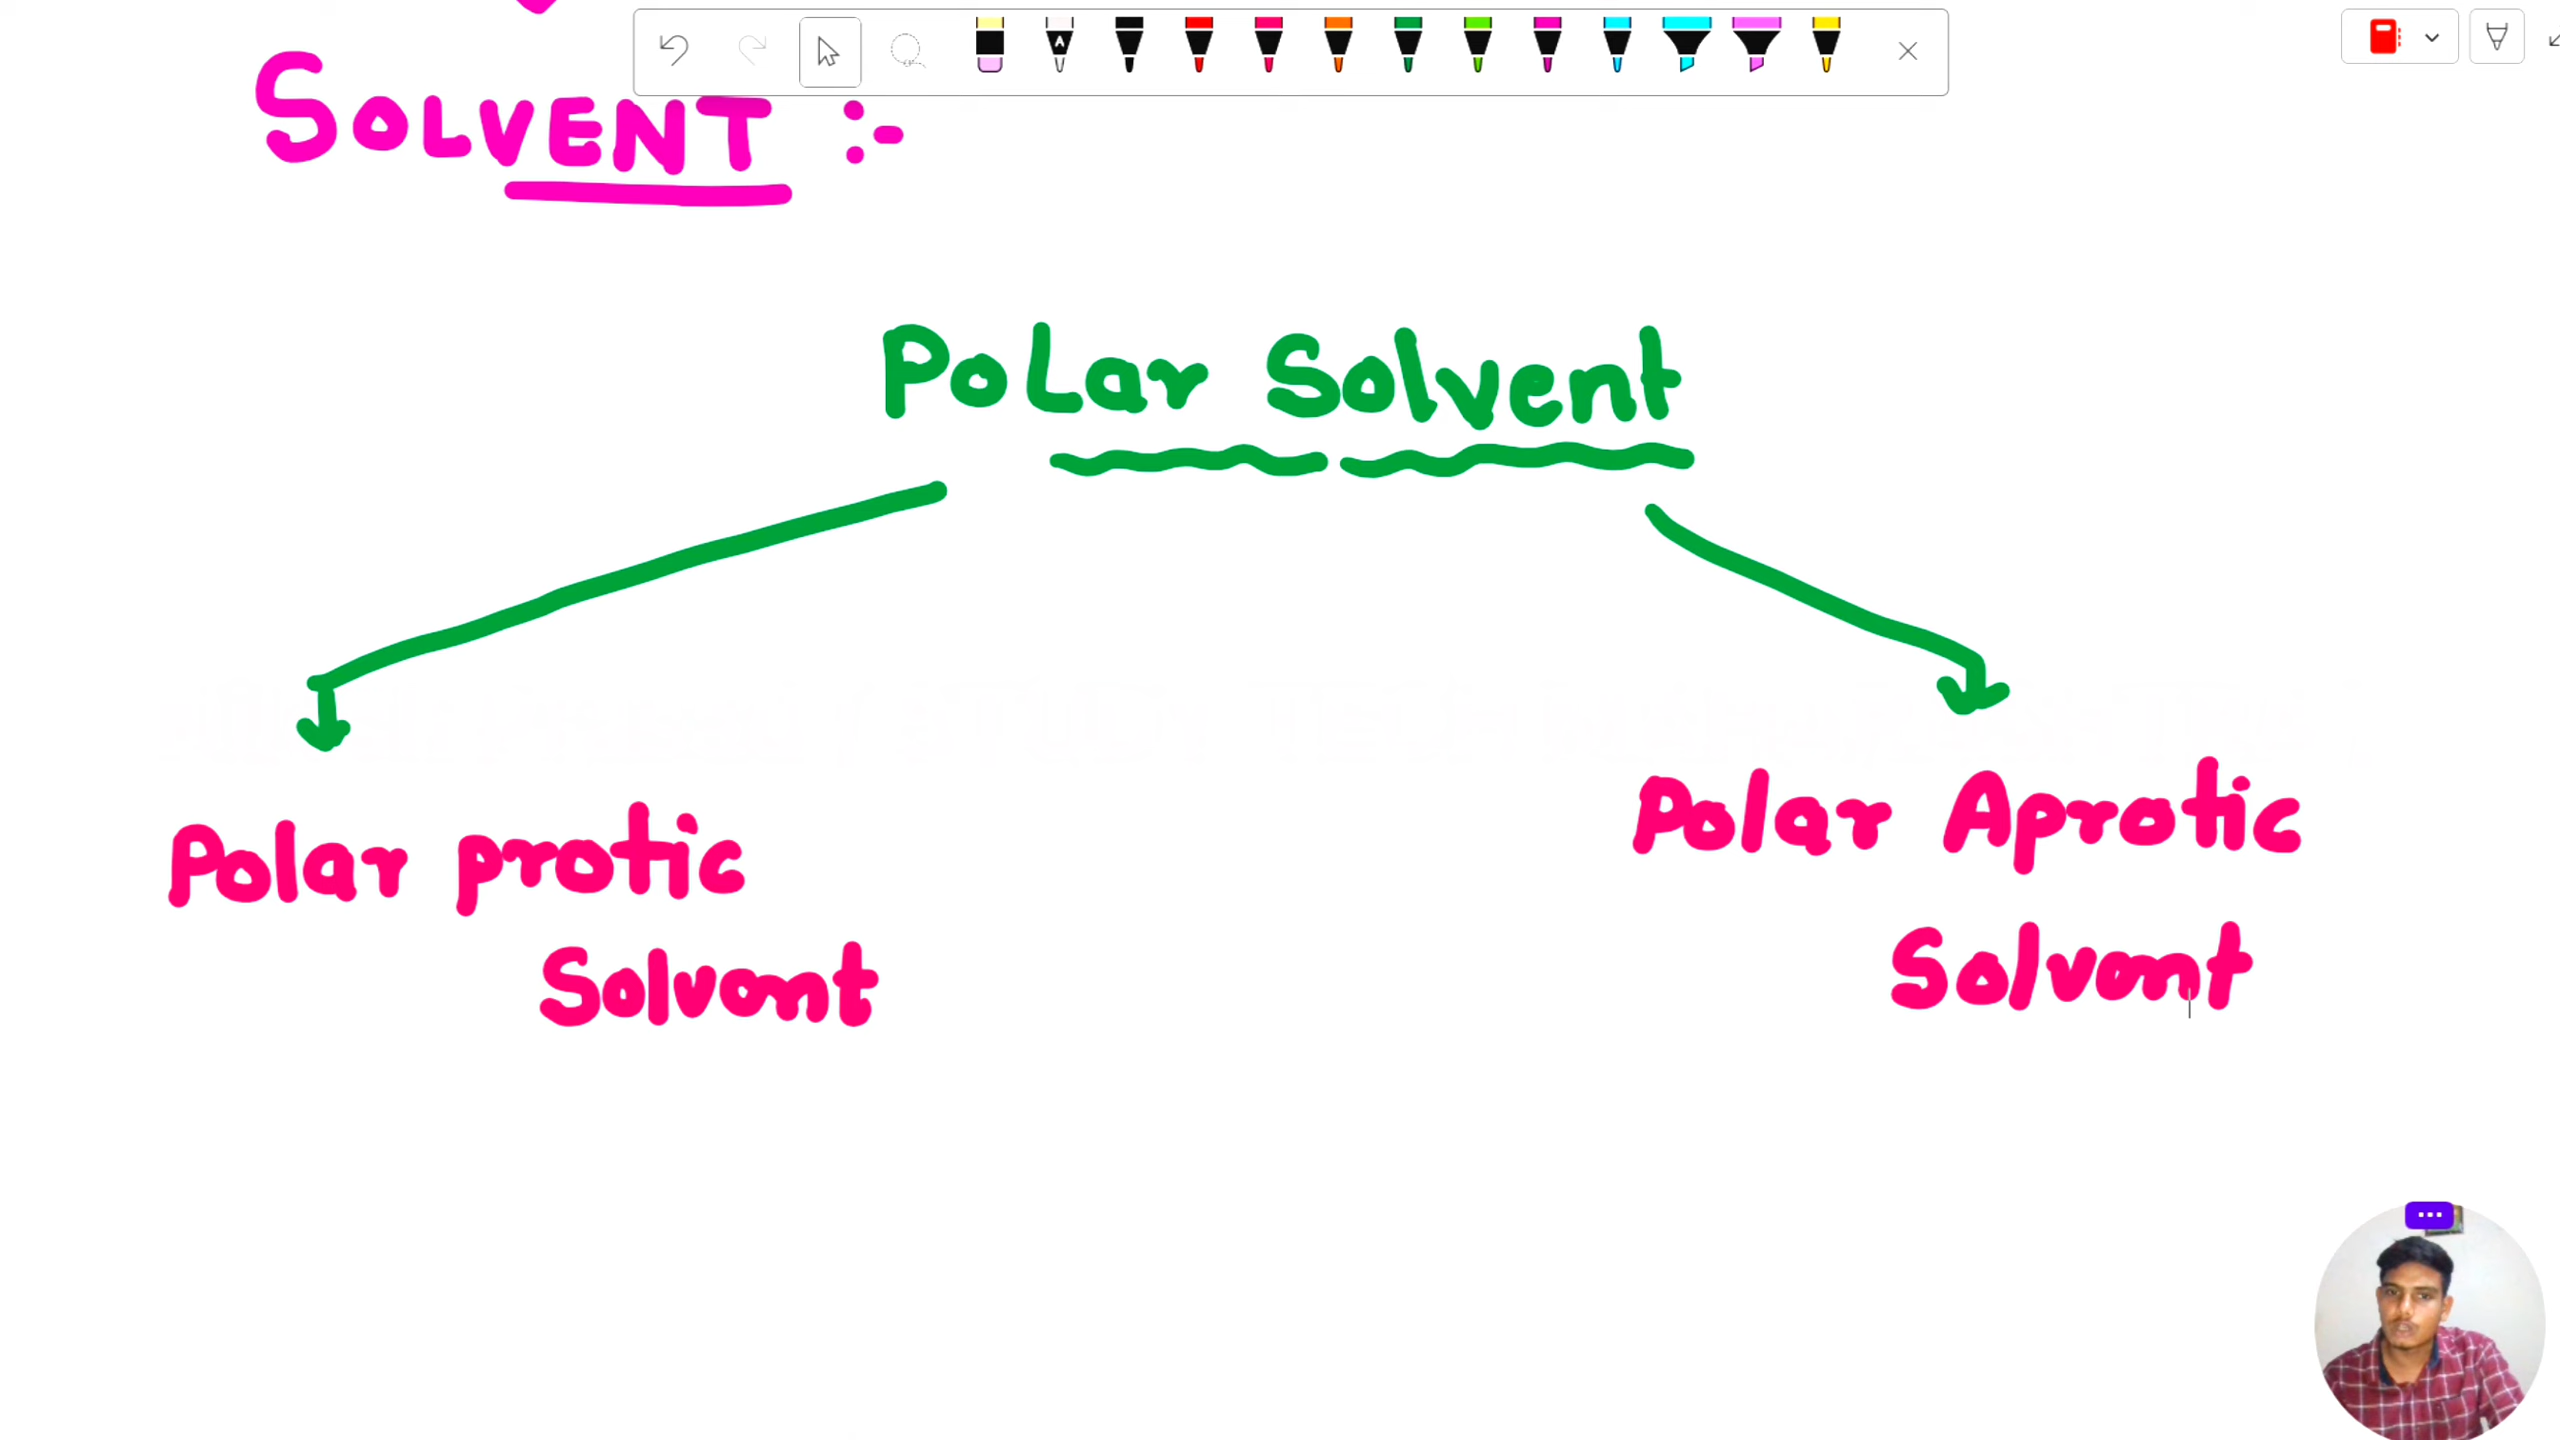 SOLVENT :-
PoLar Solvent
Polar protic
Solvent
Polar Aprotic
Solvent